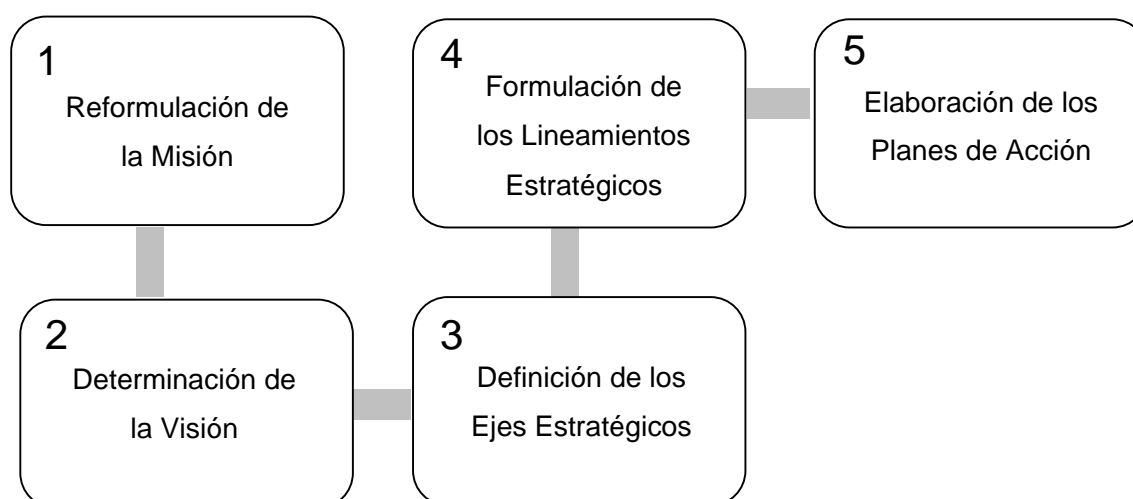 1
Reformulación de
la Misión
2
Determinación de
la Visión
3
Definición de los
Ejes Estratégicos
4
Formulación de
los Lineamientos
Estratégicos
5
Elaboración de los
Planes de Acción